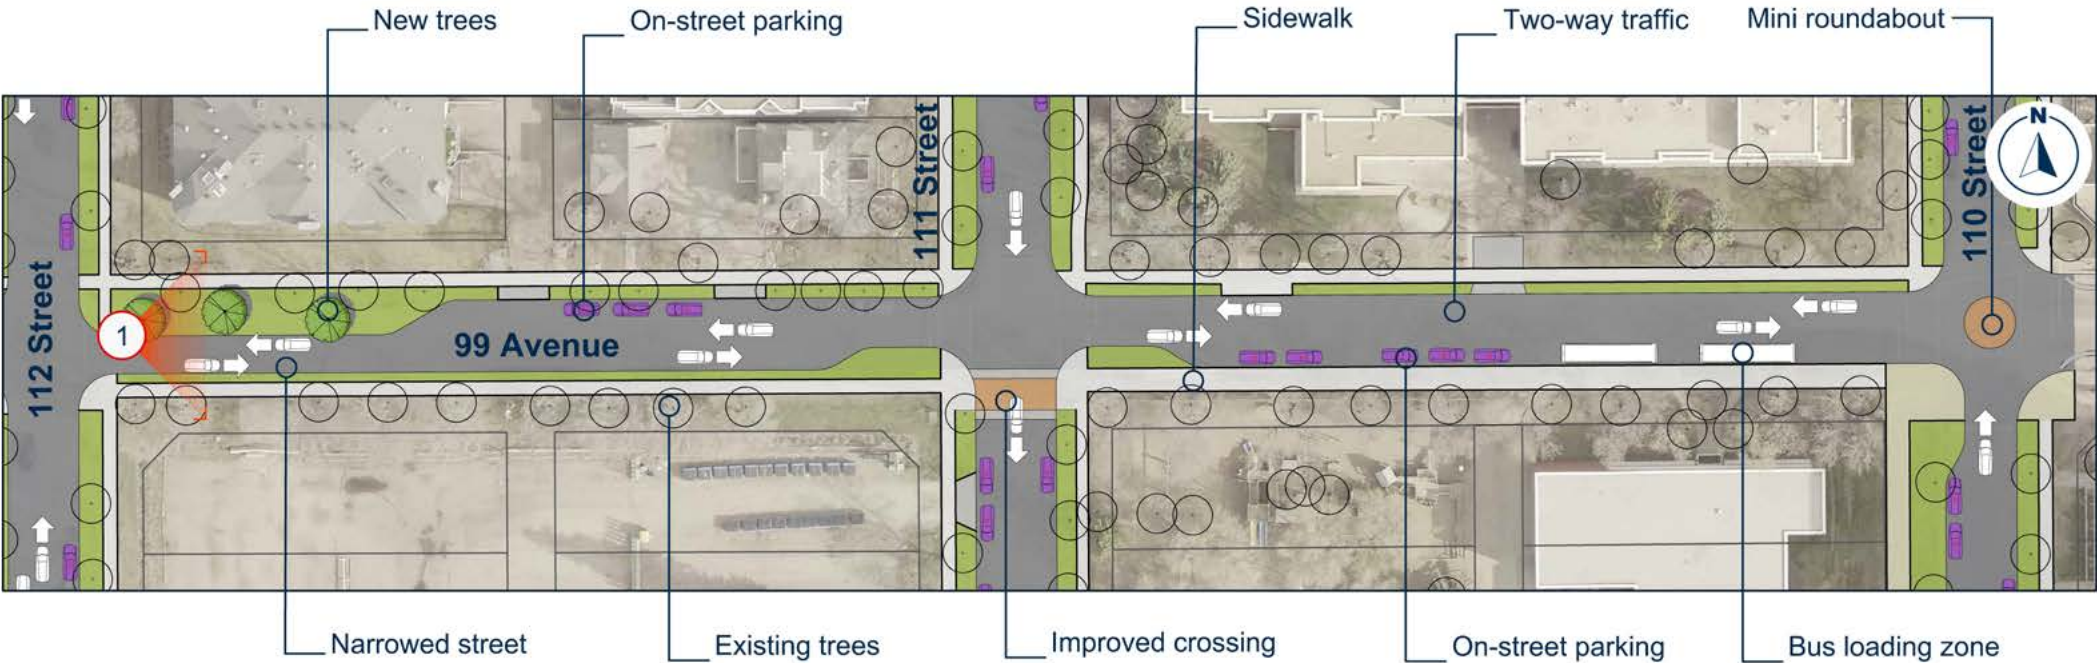 New trees
On-street parking
Sidewalk
Two-way traffic
Mini roundabout
N
111 Street
110 Street
112 Street
1
99 Avenue
Narrowed street
Existing trees
Improved crossing
On-street parking
Bus loading zone